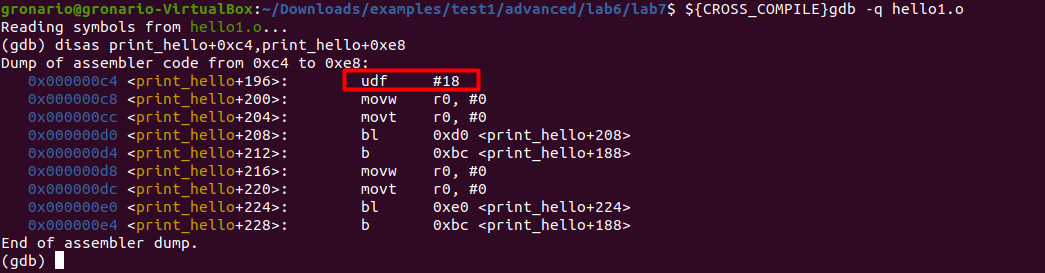 gronario@gronario-VirtualBox:~/Downloads/examples/test1/advanced/lab6/lab7$ ${CROSS_COMPILE}gdb -q hello1.o
Reading symbols from hello1.o...
(gdb) disas print_hello+0xc4,print_hello+0xe8
Dump of assembler code from 0xc4 to 0xe8:
   0x000000c4 <print_hello+196>:        udf     #18
   0x000000c8 <print_hello+200>:        movw    r0, #0
   0x000000cc <print_hello+204>:        movt    r0, #0
   0x000000d0 <print_hello+208>:        bl      0xd0 <print_hello+208>
   0x000000d4 <print_hello+212>:        b       0xbc <print_hello+188>
   0x000000d8 <print_hello+216>:        movw    r0, #0
   0x000000dc <print_hello+220>:        movt    r0, #0
   0x000000e0 <print_hello+224>:        bl      0xe0 <print_hello+224>
   0x000000e4 <print_hello+228>:        b       0xbc <print_hello+188>
End of assembler dump.
(gdb)